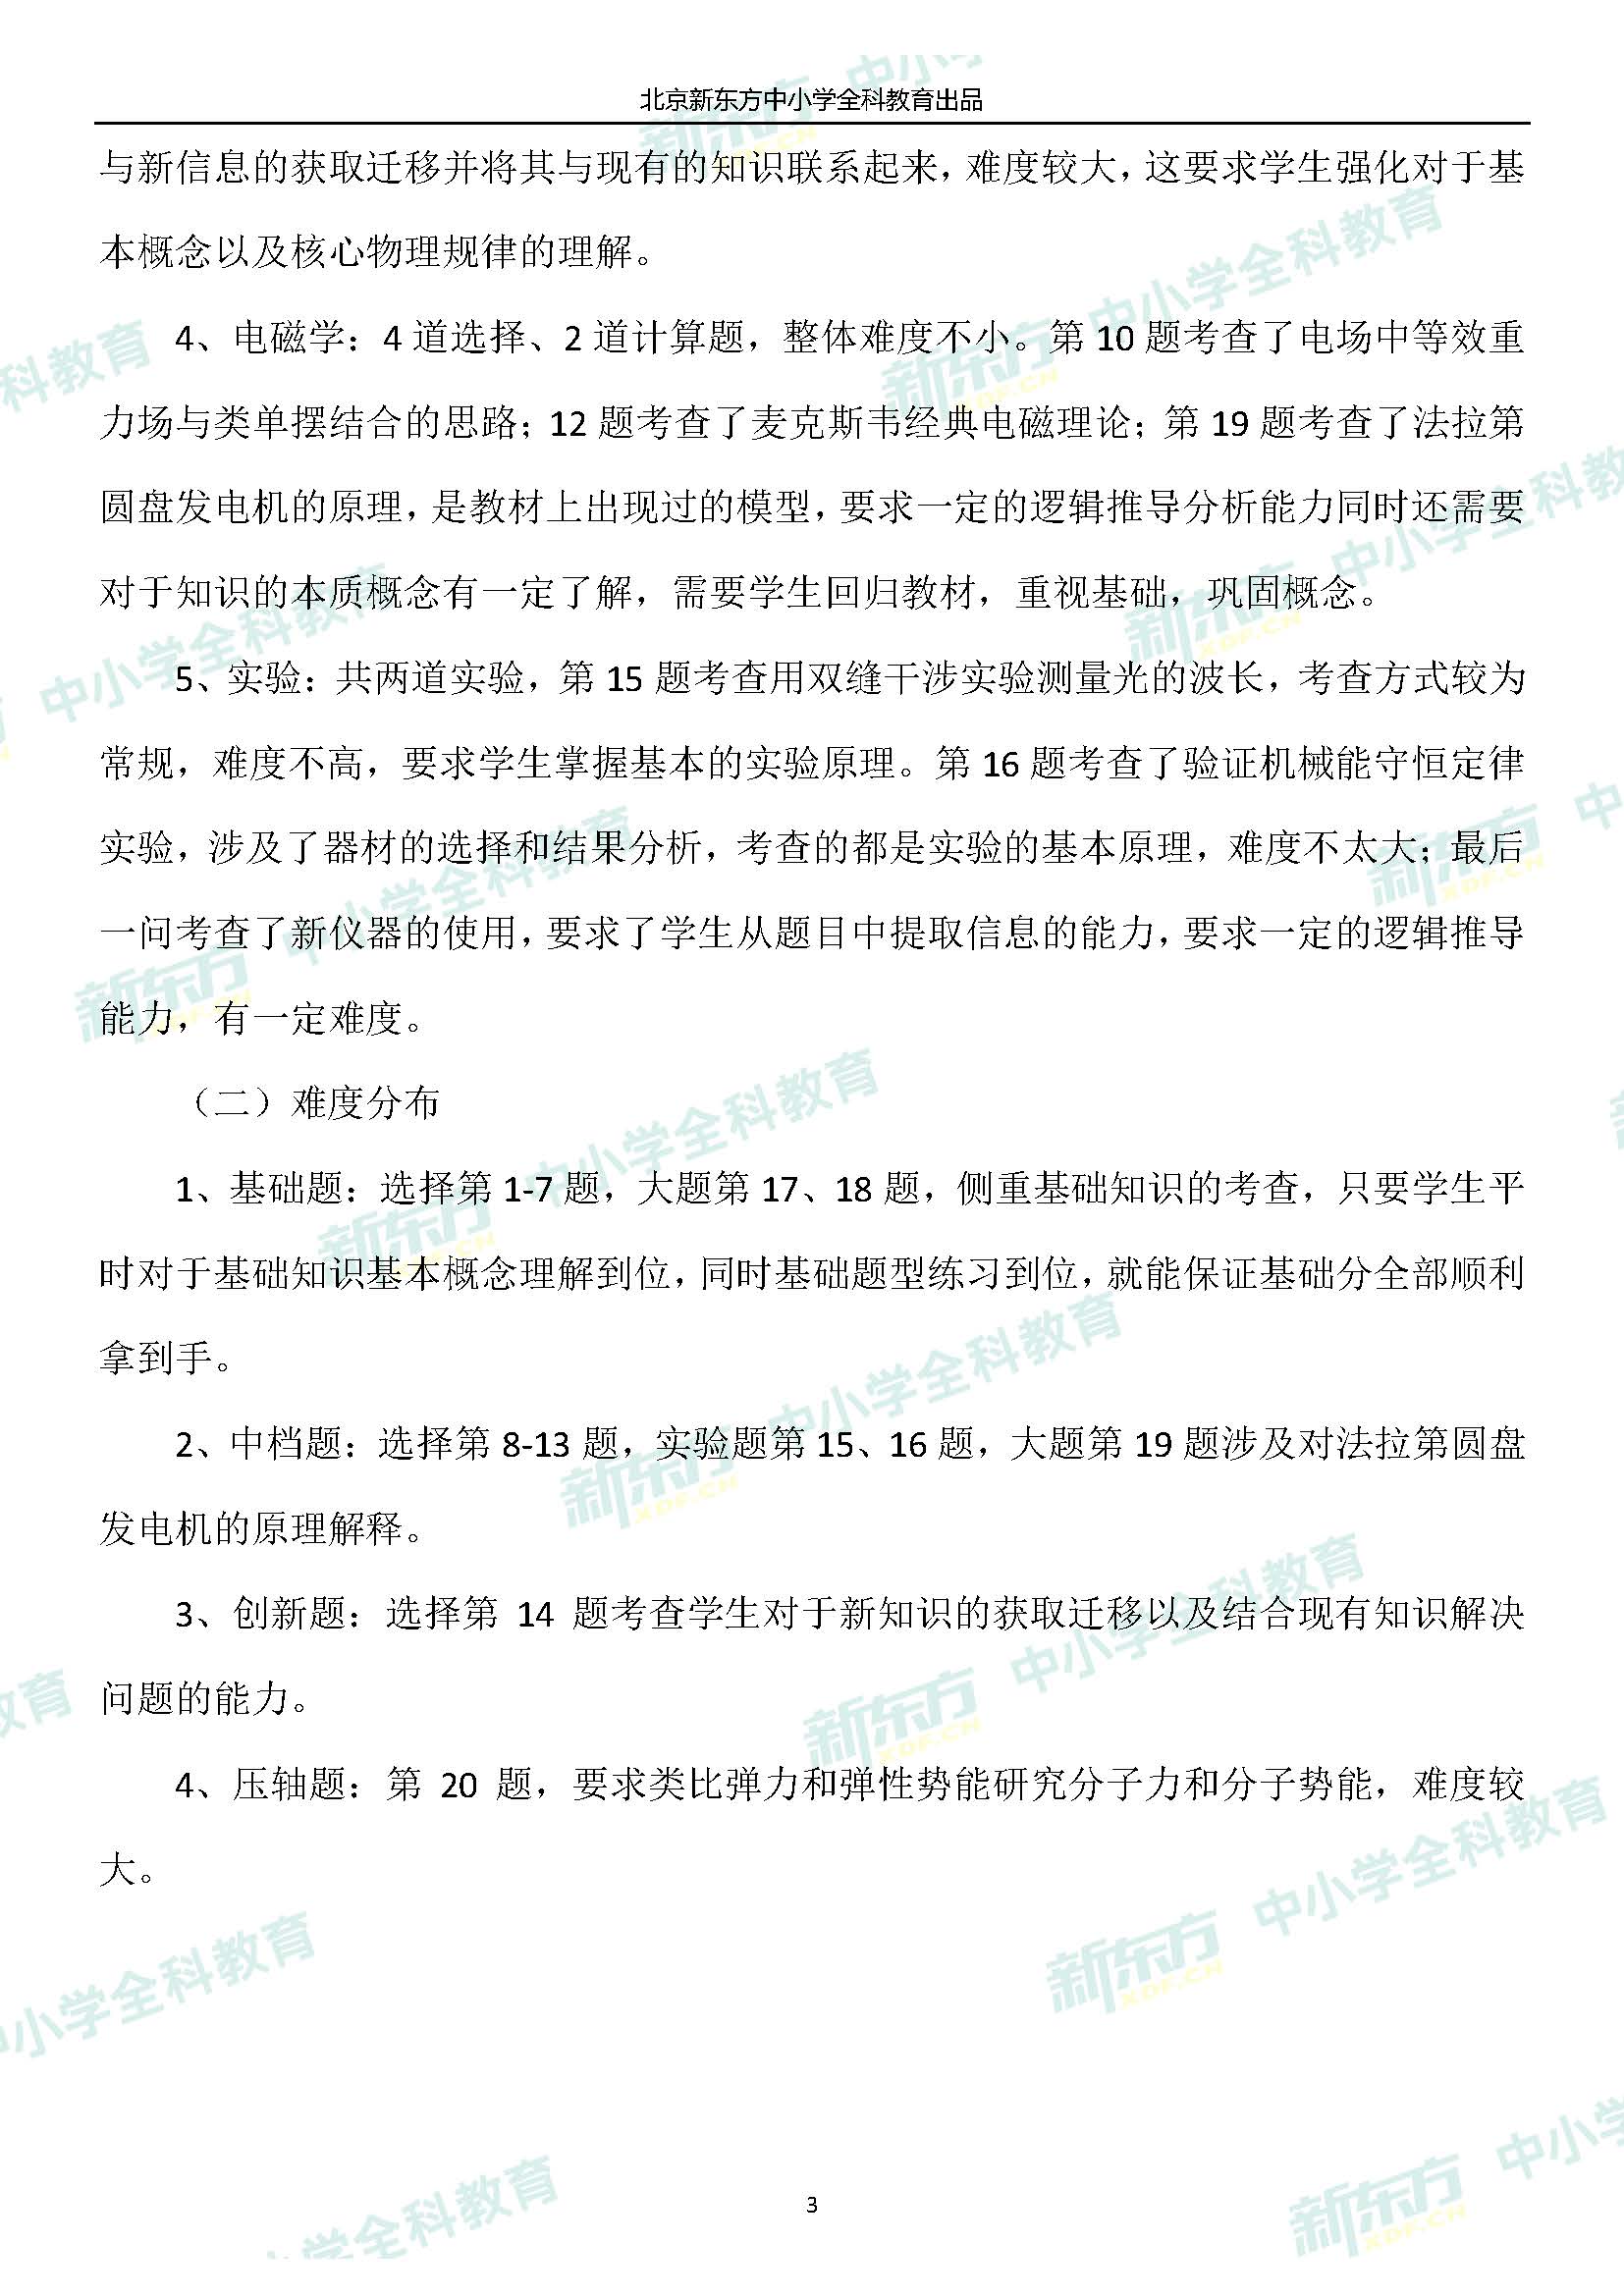 北京新东方中小学全科教育出品
与新信息的获取迁移并将其与现有的知识联系起来，难度较大，这要求学生强化对于基
本概念以及核心物理规律的理解。
4、电磁学：4 道选择、2 道计算题，整体难度不小。第 10 题考查了电场中等效重
力场与类单摆结合的思路；12 题考查了麦克斯韦经典电磁理论；第 19 题考查了法拉第
圆盘发电机的原理，是教材上出现过的模型，要求一定的逻辑推导分析能力同时还需要
对于知识的本质概念有一定了解，需要学生回归教材，重视基础，巩固概念。
5、实验：共两道实验，第 15 题考查用双缝干涉实验测量光的波长，考查方式较为
常规，难度不高，要求学生掌握基本的实验原理。第 16 题考查了验证机械能守恒定律
实验，涉及了器材的选择和结果分析，考查的都是实验的基本原理，难度不太大；最后
一问考查了新仪器的使用，要求了学生从题目中提取信息的能力，要求一定的逻辑推导
能力，有一定难度。
（二）难度分布
1、基础题：选择第 1-7 题，大题第 17、18 题，侧重基础知识的考查，只要学生平
时对于基础知识基本概念理解到位，同时基础题型练习到位，就能保证基础分全部顺利
拿到手。
2、中档题：选择第 8-13 题，实验题第 15、16 题，大题第 19 题涉及对法拉第圆盘
发电机的原理解释。
3、创新题：选择第 14 题考查学生对于新知识的获取迁移以及结合现有知识解决
问题的能力。
4、压轴题：第 20 题，要求类比弹力和弹性势能研究分子力和分子势能，难度较
大。
新东方 XDF.CN 中小学全科教育
3